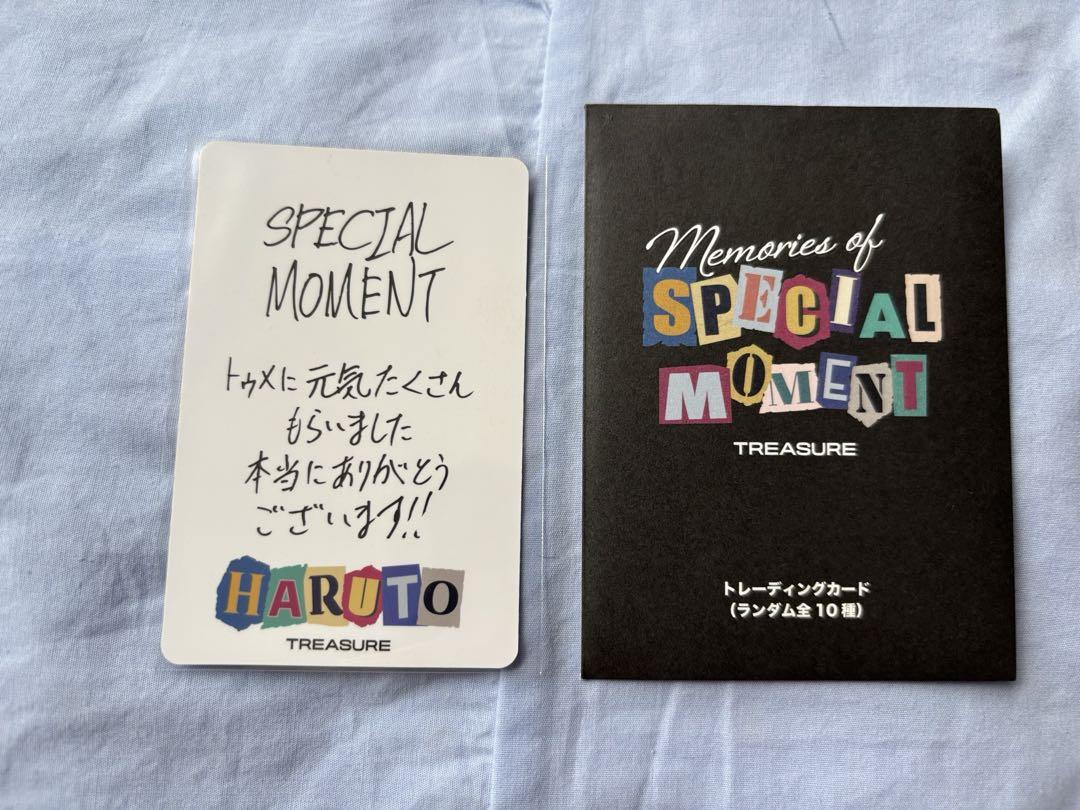 SPECIAL
MOMENT
トゥメに 元気たくさん
もらいました
本当にありがとう
ございます!!
HARUTO
TREASURE
Memories of
SPECIAL
MOMENT
TREASURE
トレーディングカード
(ランダム全10種)